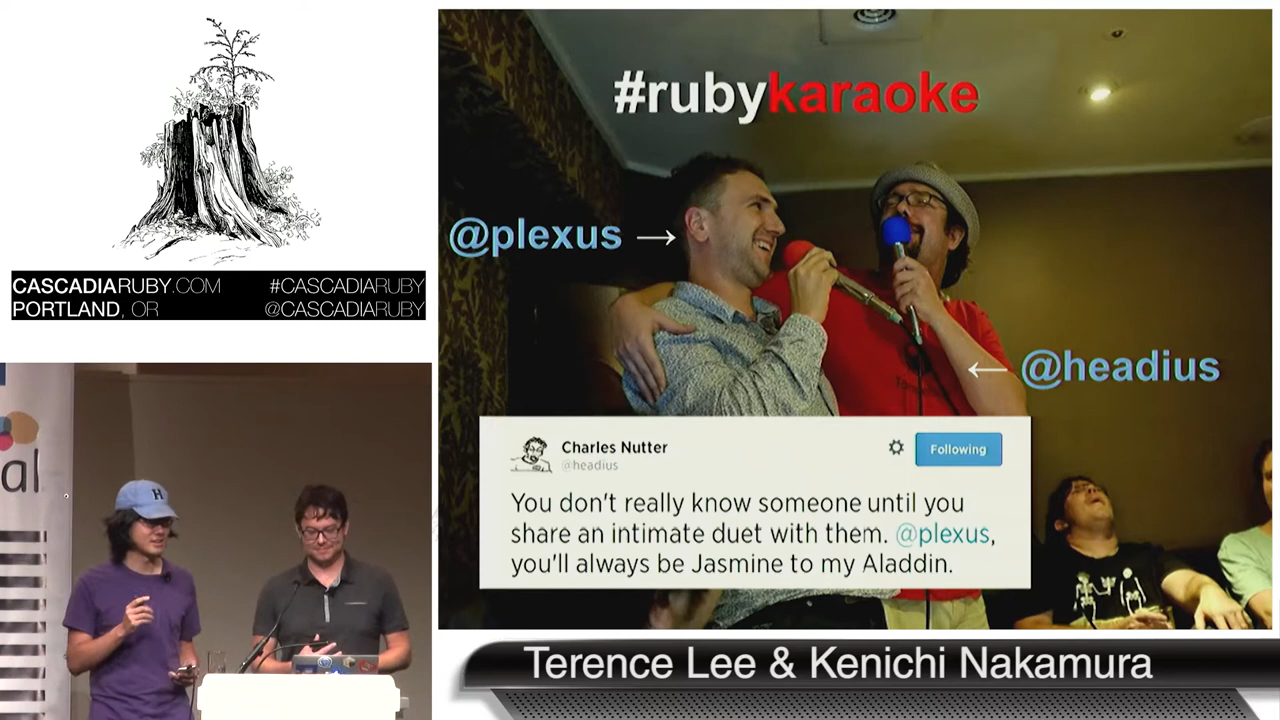 CASCADIARUBY.COM #CASCADIARUBY
PORTLAND, OR @CASCADIARUBY
al
H
#rubykaraoke
@plexus →
← @headius
Charles Nutter
@headius
Following
You don't really know someone until you
share an intimate duet with them. @plexus,
you'll always be Jasmine to my Aladdin.
Terence Lee & Kenichi Nakamura